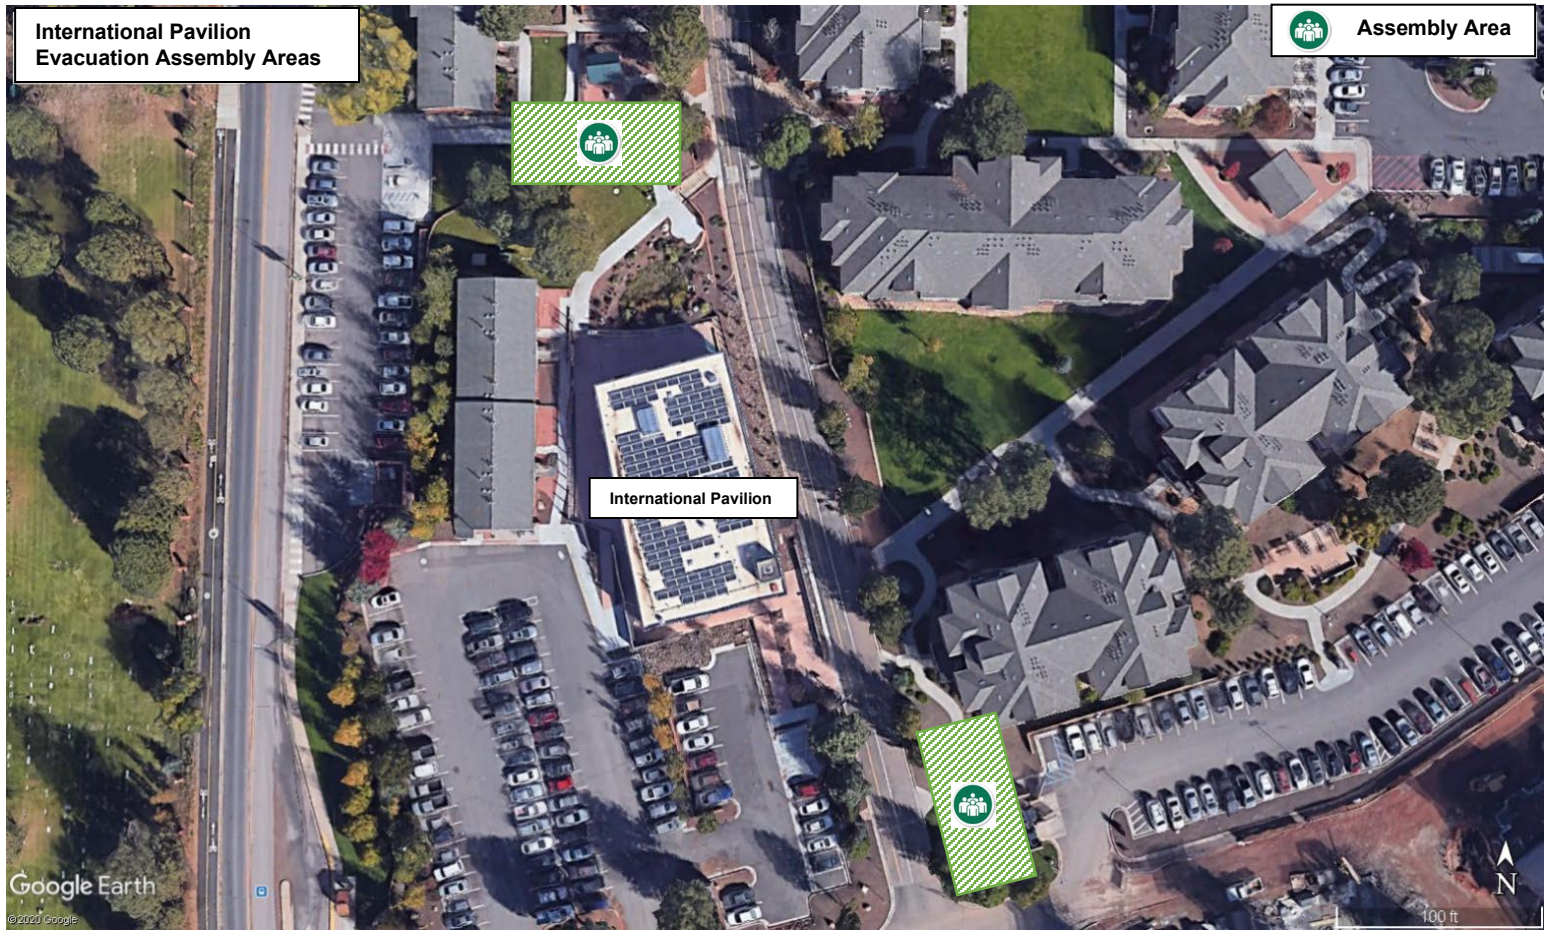 International Pavilion
Evacuation Assembly Areas
Assembly Area
International Pavilion
Google Earth
©2020 Google
N
100 ft